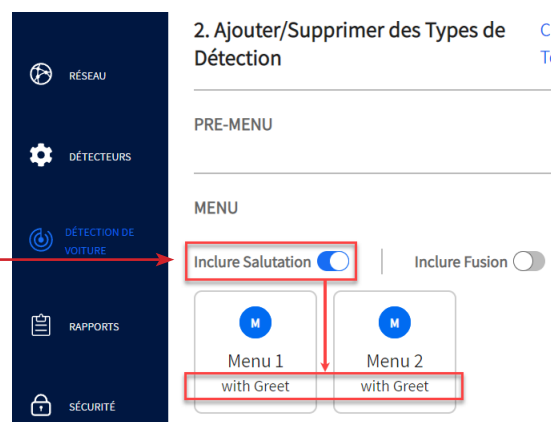 2. Ajouter/Supprimer des Types de
Détection
C
RÉSEAU
PRE-MENU
DÉTECTEURS
MENU
DÉTECTION DE
VOITURE
Inclure Salutation
Inclure Fusion
M
M
Menu 1
Menu 2
with Greet
with Greet
RAPPORTS
SÉCURITÉ